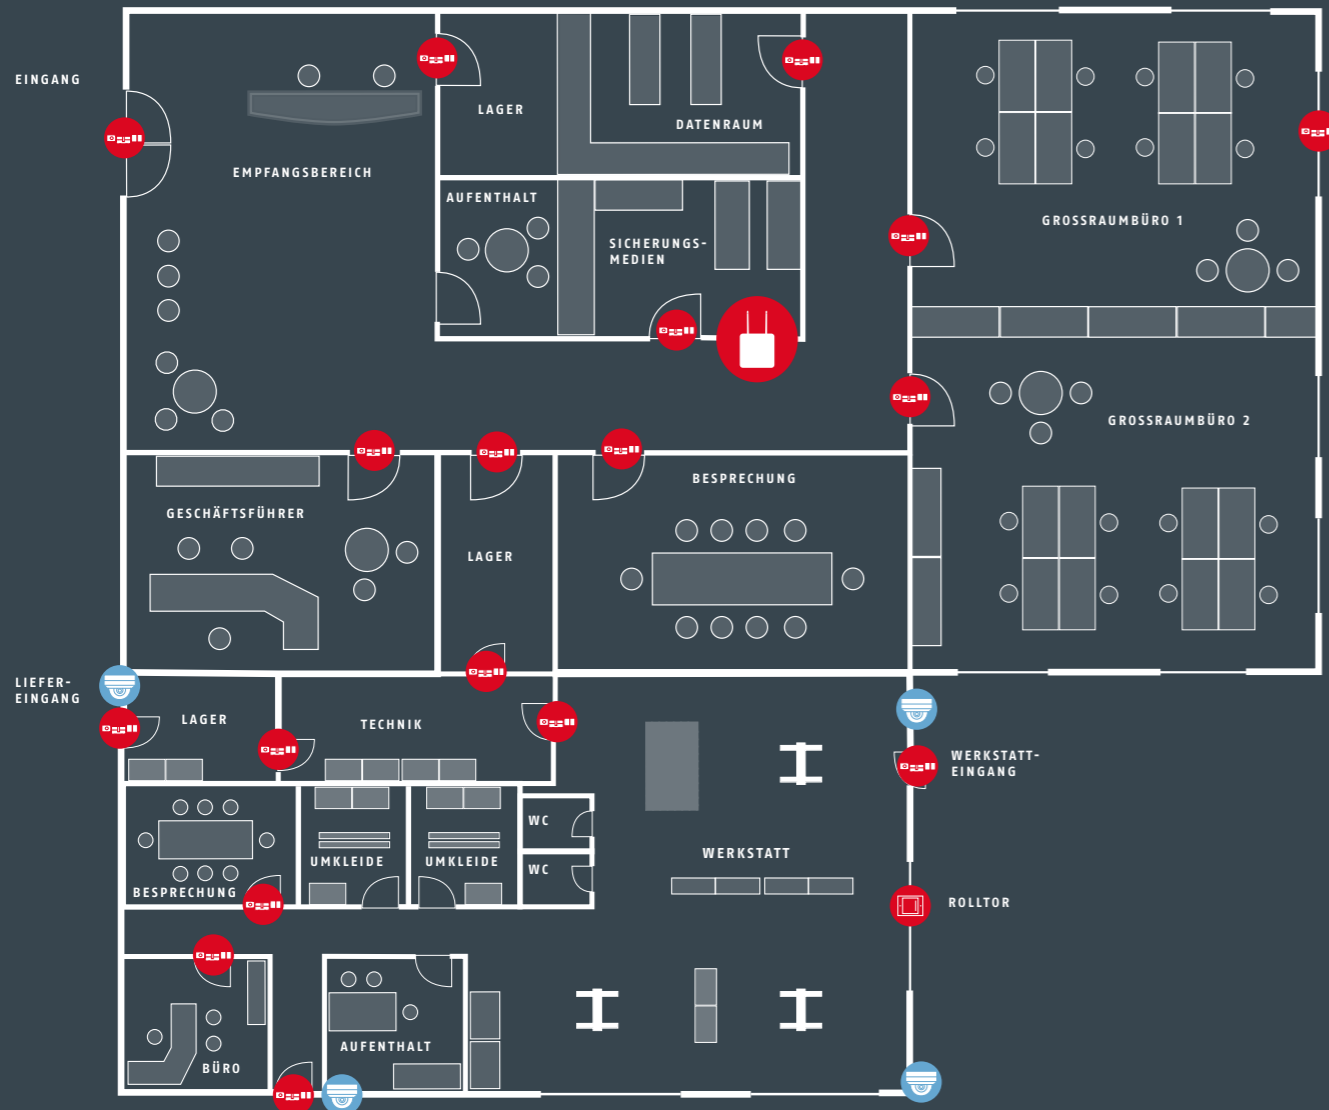 EINGANG
LAGER
DATENRAUM
EMPFANGSBEREICH
AUFENTHALT
GROSSRAUMBÜRO 1
SICHERUNGS-
MEDIEN
GROSSRAUMBÜRO 2
BESPRECHUNG
GESCHÄFTSFÜHRER
LAGER
LIEFER-
EINGANG
LAGER
TECHNIK
WERKSTATT-
EINGANG
WC
WERKSTATT
UMKLEIDE
UMKLEIDE
WC
BESPRECHUNG
ROLLTOR
AUFENTHALT
BÜRO